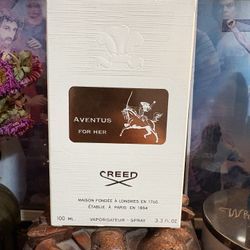 AVENTUS
FOR HER
CREED
MAISON FONDÉE À LONDRES EN 1760
ÉTABLIE À PARIS EN 1854
100 ML. VAPORISATEUR - SPRAY 3.3 FL.OZ